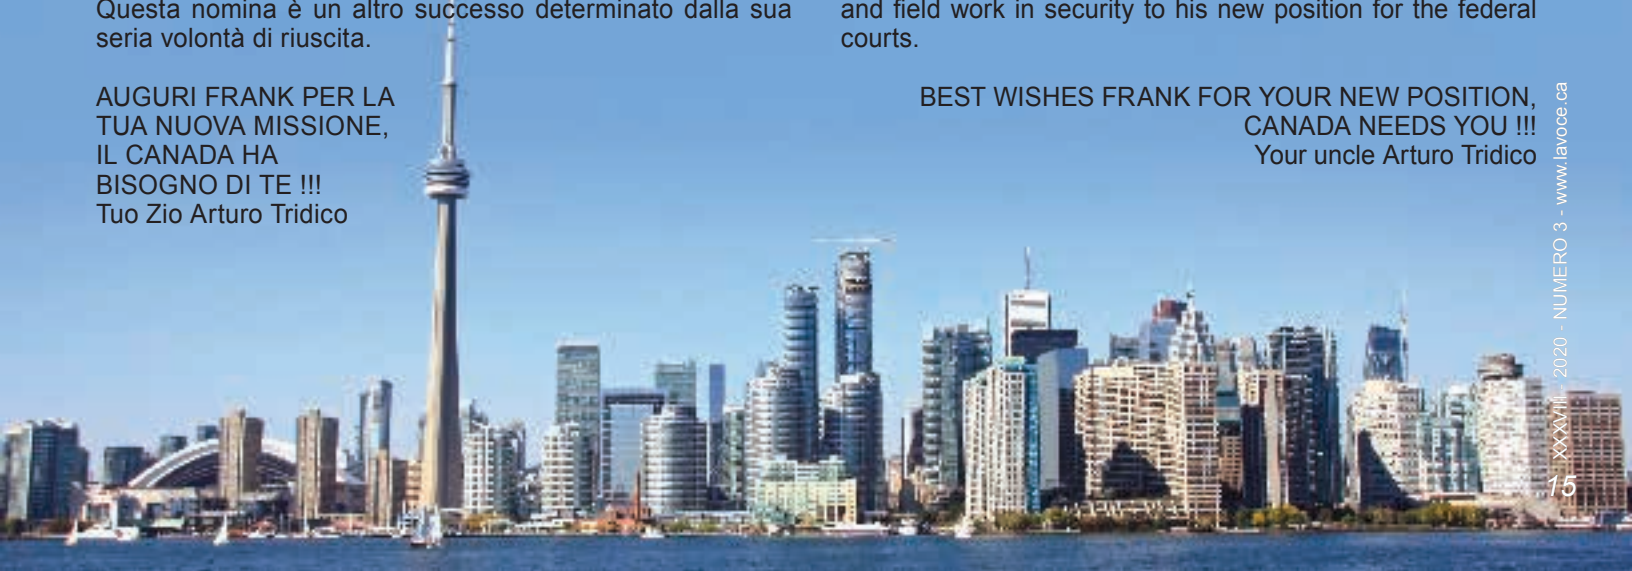 Questa nomina è un altro successo determinato dalla sua
seria volontà di riuscita.
AUGURI FRANK PER LA
TUA NUOVA MISSIONE,
IL CANADA HA
BISOGNO DI TE !!!
Tuo Zio Arturo Tridico
and field work in security to his new position for the federal
courts.
BEST WISHES FRANK FOR YOUR NEW POSITION,
CANADA NEEDS YOU !!!
Your uncle Arturo Tridico
XXXVIII - 2020 - NUMERO 3 - www.lavoce.ca
15